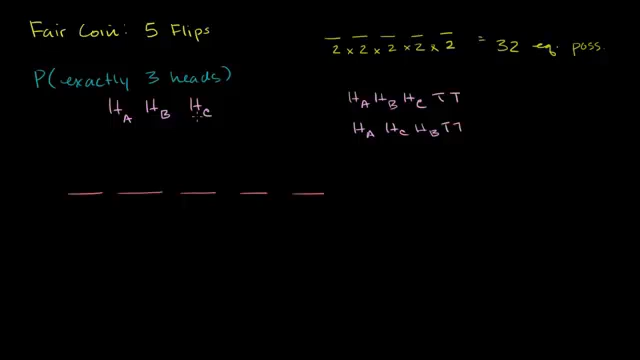 Fair Coin: 5 Flips
2 x 2 x 2 x 2 x 2 = 32 eq. poss.
P(exactly 3 heads)
H_A H_B H_C
H_A H_B H_C T T
H_A H_C H_B T T